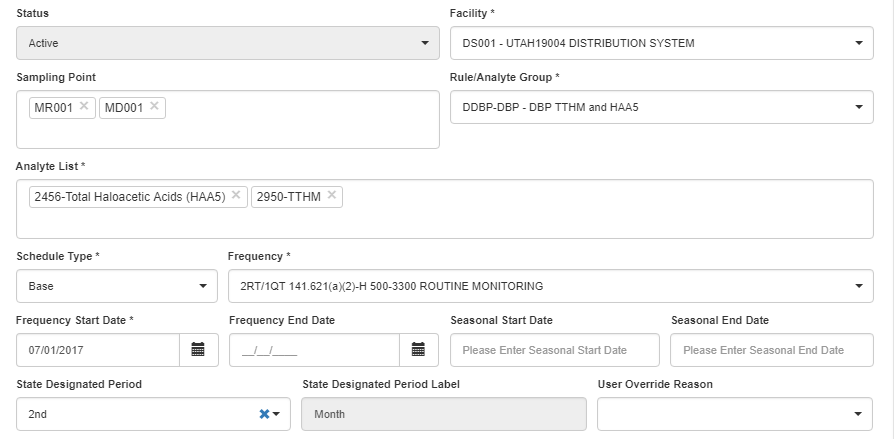 Status
Facility *
Active
DS001 - UTAH19004 DISTRIBUTION SYSTEM
Sampling Point
Rule/Analyte Group *
MR001 × MD001 ×
DDBP-DBP - DBP TTHM and HAA5
Analyte List *
2456-Total Haloacetic Acids (HAA5) × 2950-TTHM ×
Schedule Type *
Frequency *
Base
2RT/1QT 141.621(a)(2)-H 500-3300 ROUTINE MONITORING
Frequency Start Date *
Frequency End Date
Seasonal Start Date
Seasonal End Date
07/01/2017
__/__/____
Please Enter Seasonal Start Date
Please Enter Seasonal End Date
State Designated Period
State Designated Period Label
User Override Reason
2nd
Month